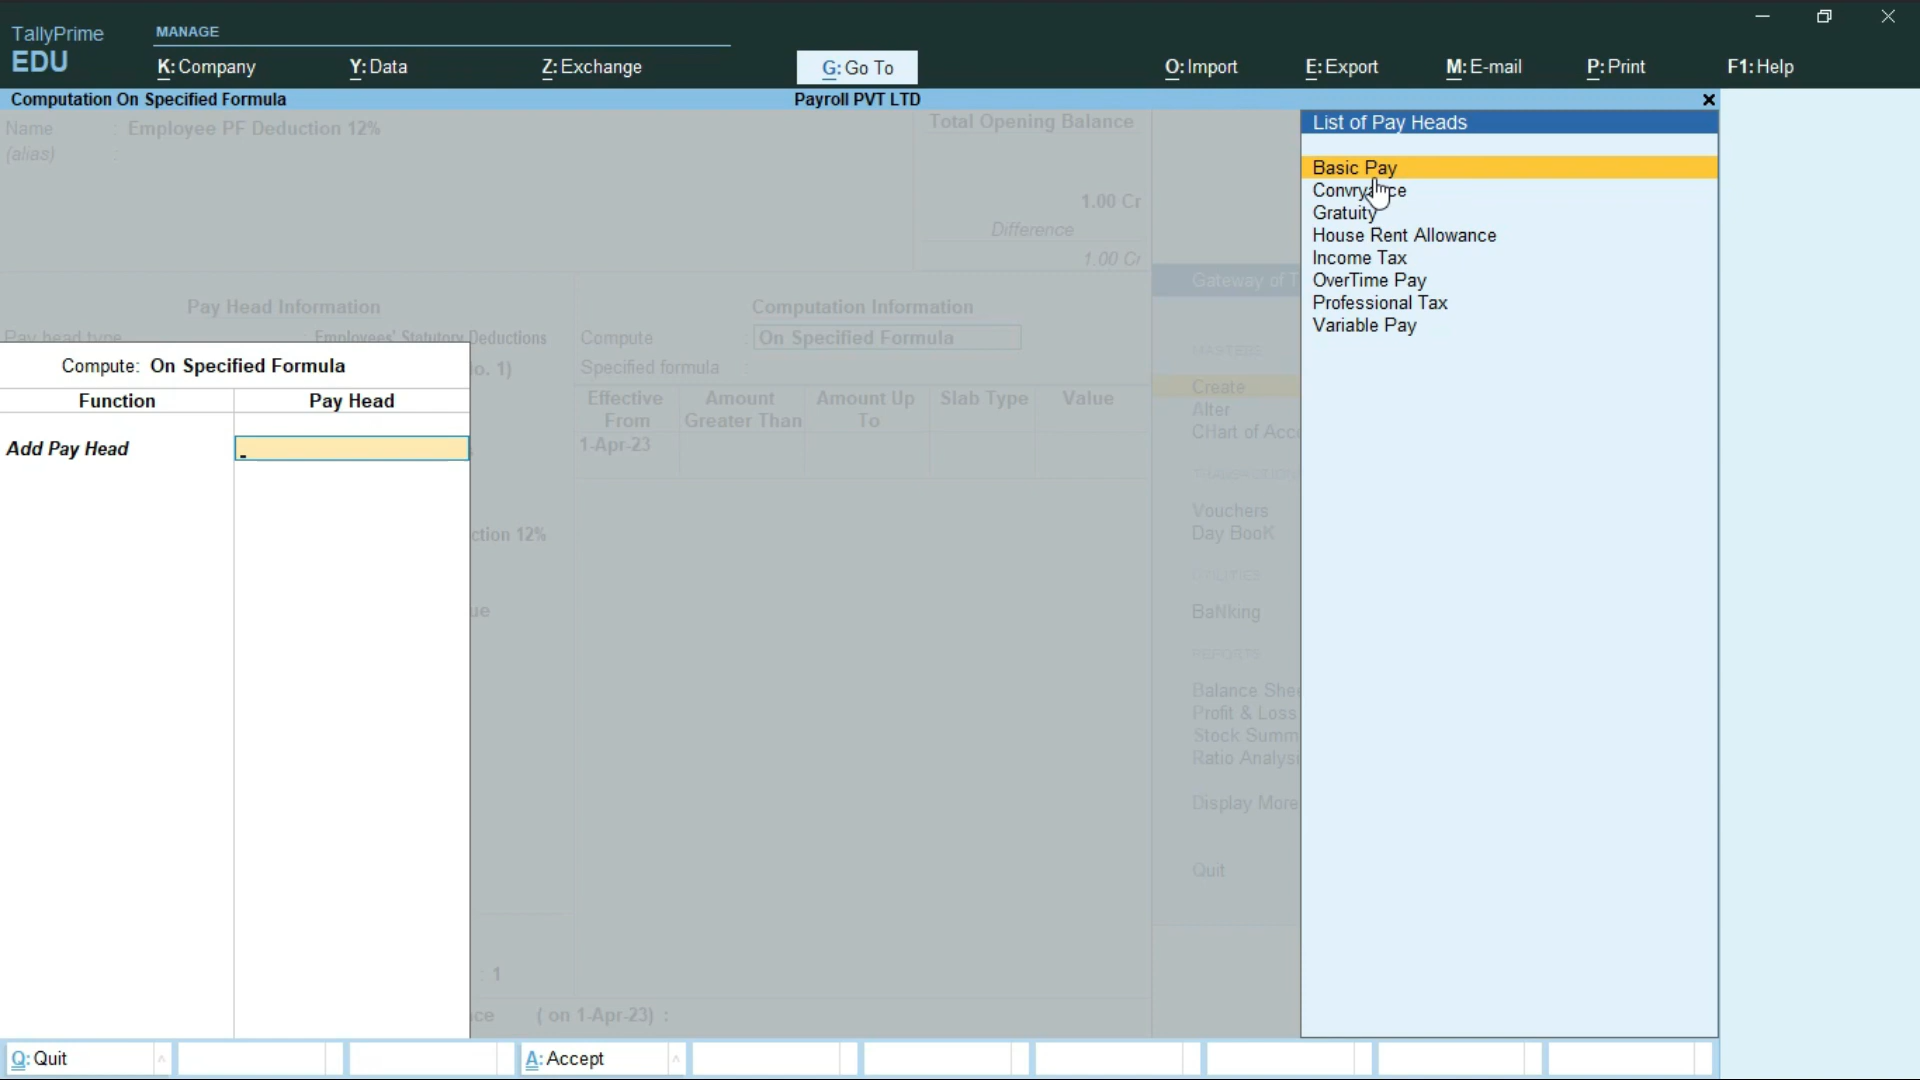 TallyPrime
EDU
MANAGE
K: Company
Y: Data
Z: Exchange
G: Go To
O: Import
E: Export
M: E-mail
P: Print
F1: Help
Computation On Specified Formula
Payroll PVT LTD
Name : Employee PF Deduction 12%
(alias) :
Total Opening Balance
1.00 Cr
Difference
1.00 Cr
Pay Head Information
Pay head type : Employees' Statutory Deductions
Computation Information
Compute : On Specified Formula
Specified formula :
Effective From
Amount Greater Than
Amount Up To
Slab Type
Value
1-Apr-23
Compute: On Specified Formula
Function
Pay Head
Add Pay Head
o. 1)
ction 12%
ue
: 1
ce ( on 1-Apr-23) :
Gateway of T
MASTERS
Create
Alter
CHart of Acc
Vouchers
Day BooK
UTILITIES
BaNking
REPORTS
Balance She
Profit & Loss
Stock Summ
Ratio Analys
Display More
Quit
List of Pay Heads
Basic Pay
Gratuity
House Rent Allowance
Income Tax
OverTime Pay
Professional Tax
Variable Pay
Q: Quit
A: Accept